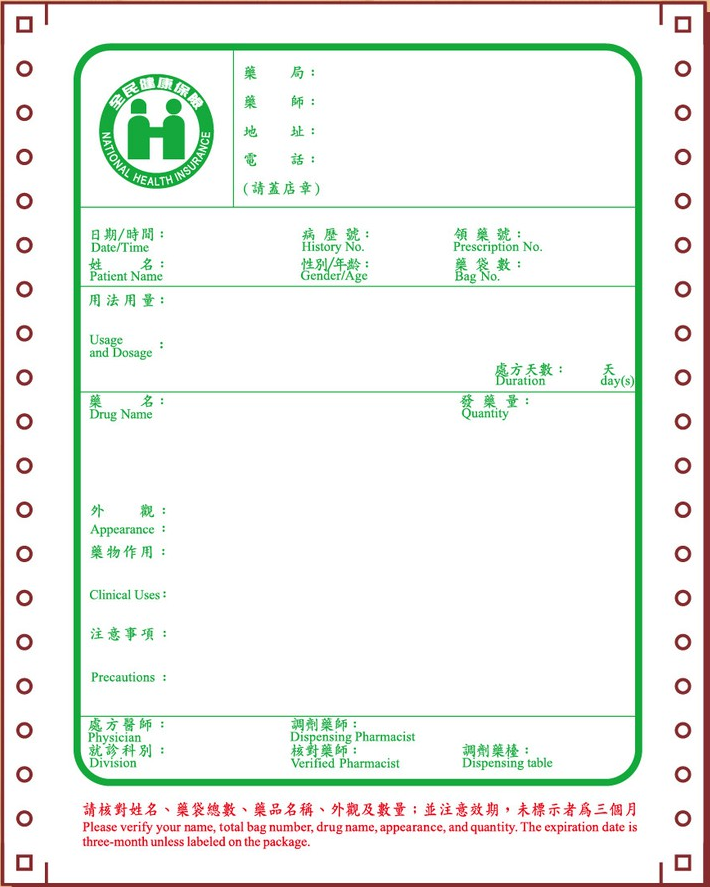 全民健康保險
NATIONAL HEALTH INSURANCE
藥 局：
藥 師：
地 址：
電 話：
(請蓋店章)
日期/時間： 病歷號： 領藥號：
Date/Time History No. Prescription No.
姓 名： 性別/年齡： 藥袋數：
Patient Name Gender/Age Bag No.
用法用量：
Usage
and Dosage ：
處方天數： 天
Duration day(s)
藥 名： 發藥量：
Drug Name Quantity
外 觀：
Appearance：
藥物作用：
Clinical Uses：
注意事項：
Precautions：
處方醫師： 調劑藥師：
Physician Dispensing Pharmacist
就診科別： 核對藥師： 調劑藥檯：
Division Verified Pharmacist Dispensing table
請核對姓名、藥袋總數、藥品名稱、外觀及數量；並注意效期，未標示者為三個月
Please verify your name, total bag number, drug name, appearance, and quantity. The expiration date is
three-month unless labeled on the package.